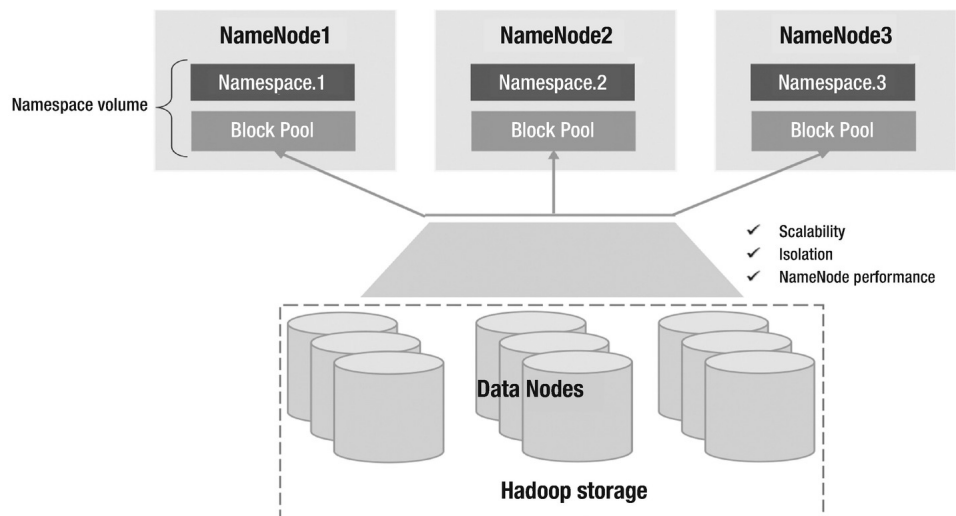 NameNode1
NameNode2
NameNode3
Namespace volume
Namespace.1
Block Pool
Namespace.2
Block Pool
Namespace.3
Block Pool
✓ Scalability
✓ Isolation
✓ NameNode performance
Data Nodes
Hadoop storage